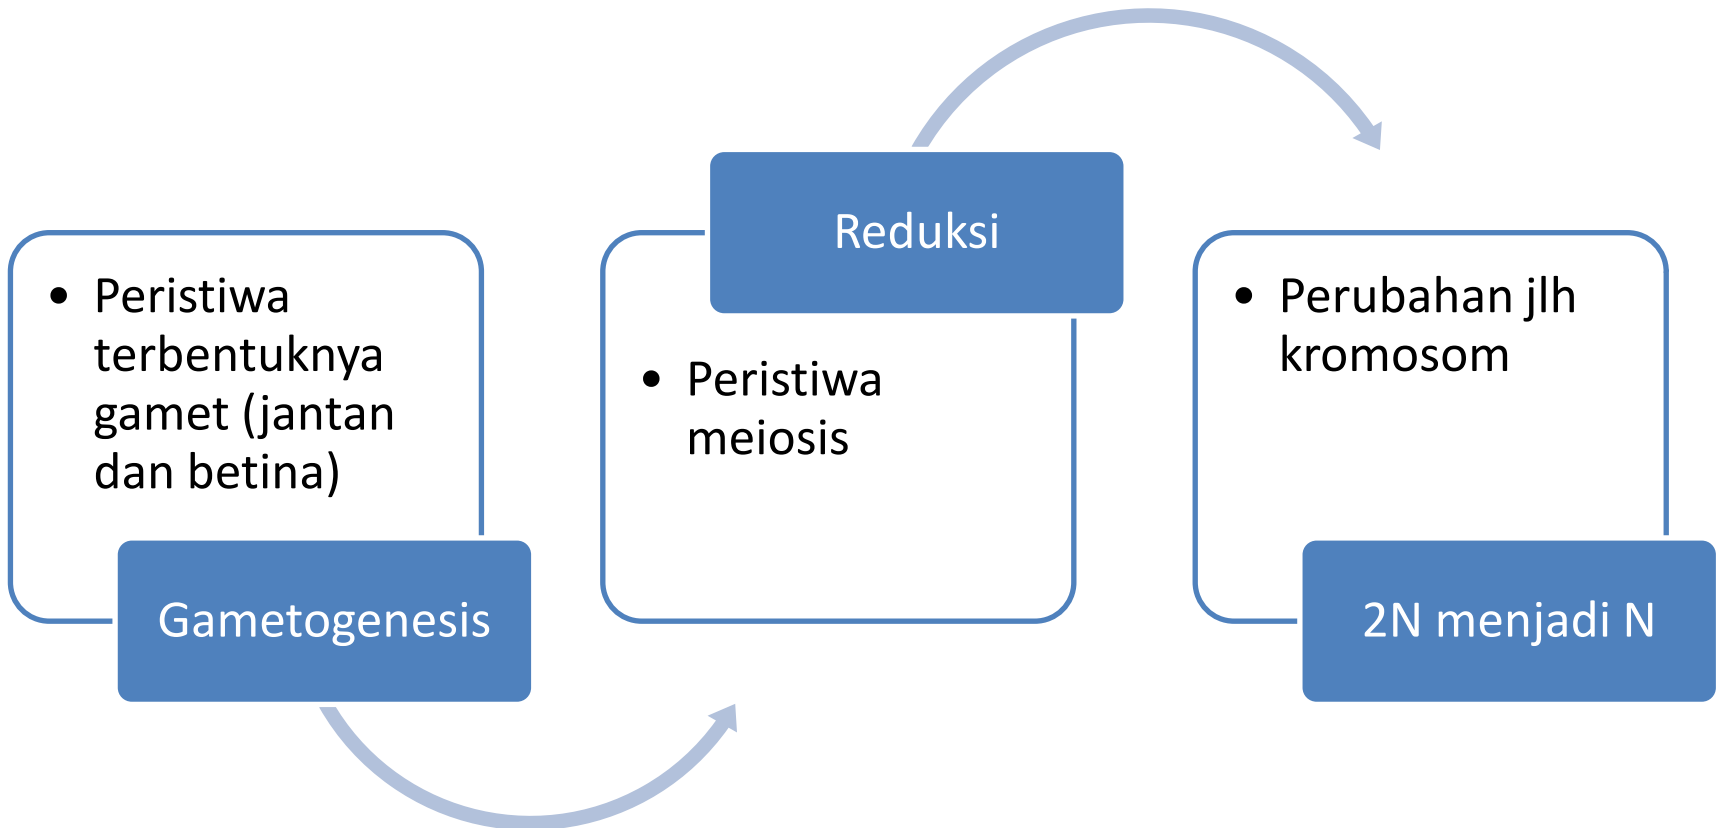 • Peristiwa
terbentuknya
gamet (jantan
dan betina)
Gametogenesis
Reduksi
• Peristiwa
meiosis
• Perubahan jlh
kromosom
2N menjadi N